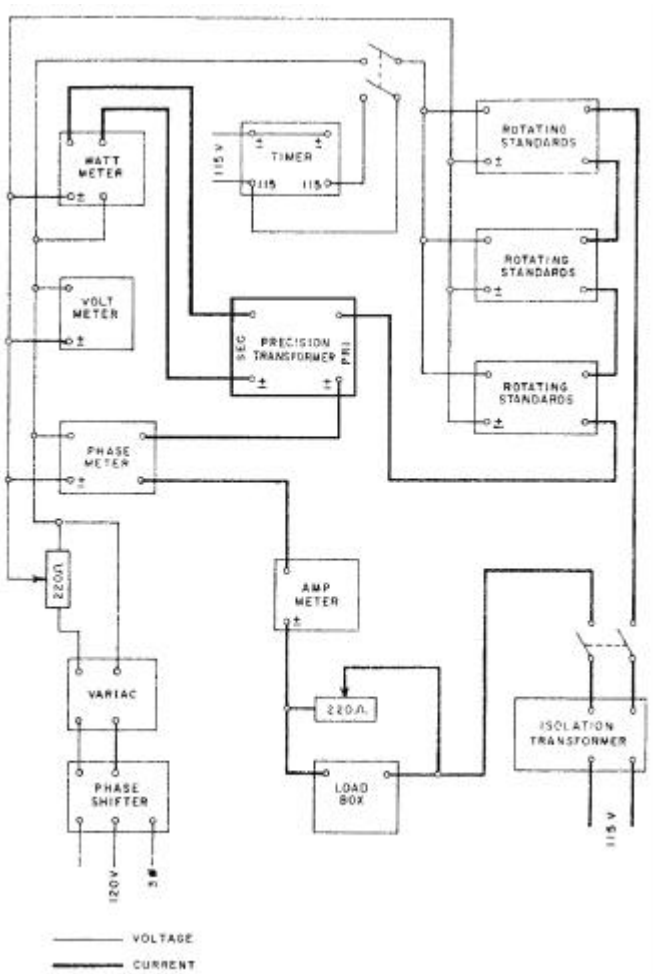 WATT
METER
±
115 V
±
±
TIMER
115
115
ROTATING
STANDARDS
±
VOLT
METER
±
SEC
PRECISION
TRANSFORMER
PRI
±
±
ROTATING
STANDARDS
±
ROTATING
STANDARDS
±
PHASE
METER
±
220Ω
AMP
METER
±
VARIAC
220Ω
ISOLATION
TRANSFORMER
PHASE
SHIFTER
LOAD
BOX
115 V
120V
3Ø
VOLTAGE
CURRENT